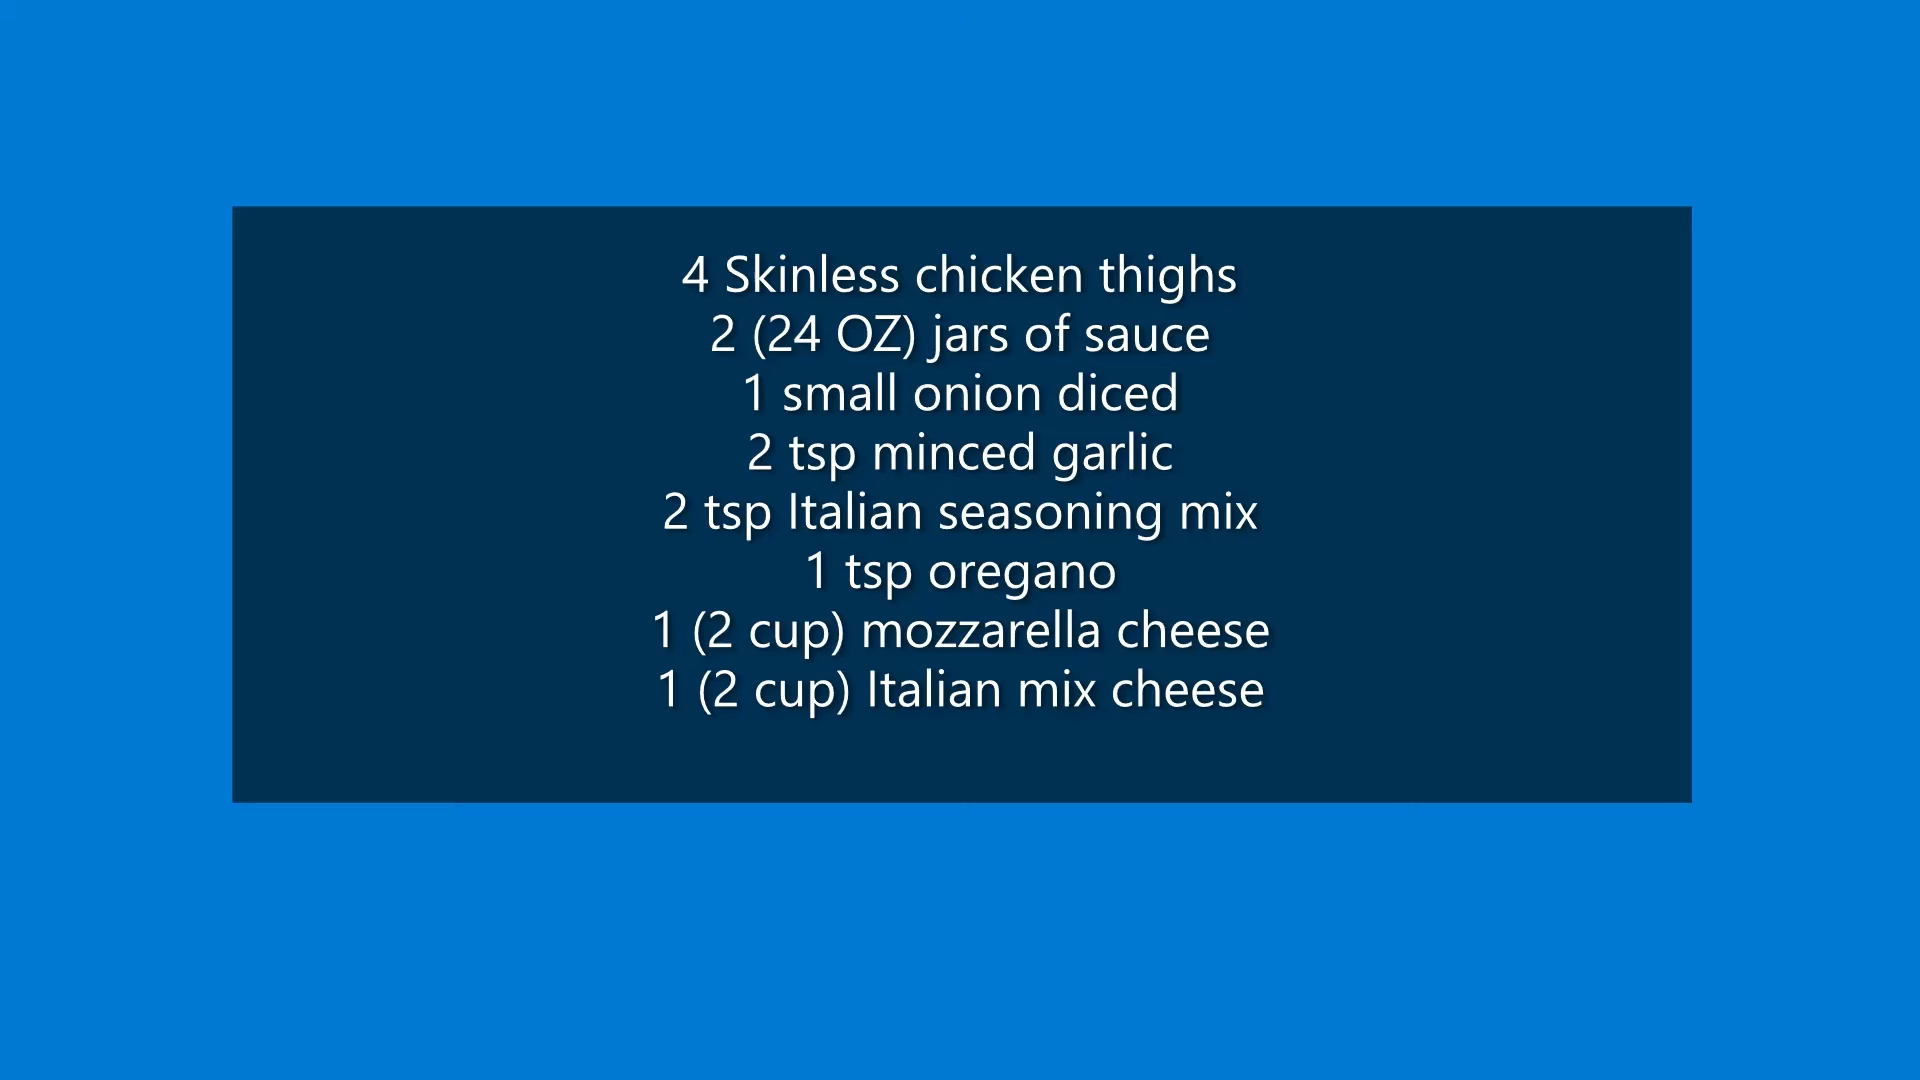 4 Skinless chicken thighs
2 (24 OZ) jars of sauce
1 small onion diced
2 tsp minced garlic
2 tsp Italian seasoning mix
1 tsp oregano
1 (2 cup) mozzarella cheese
1 (2 cup) Italian mix cheese